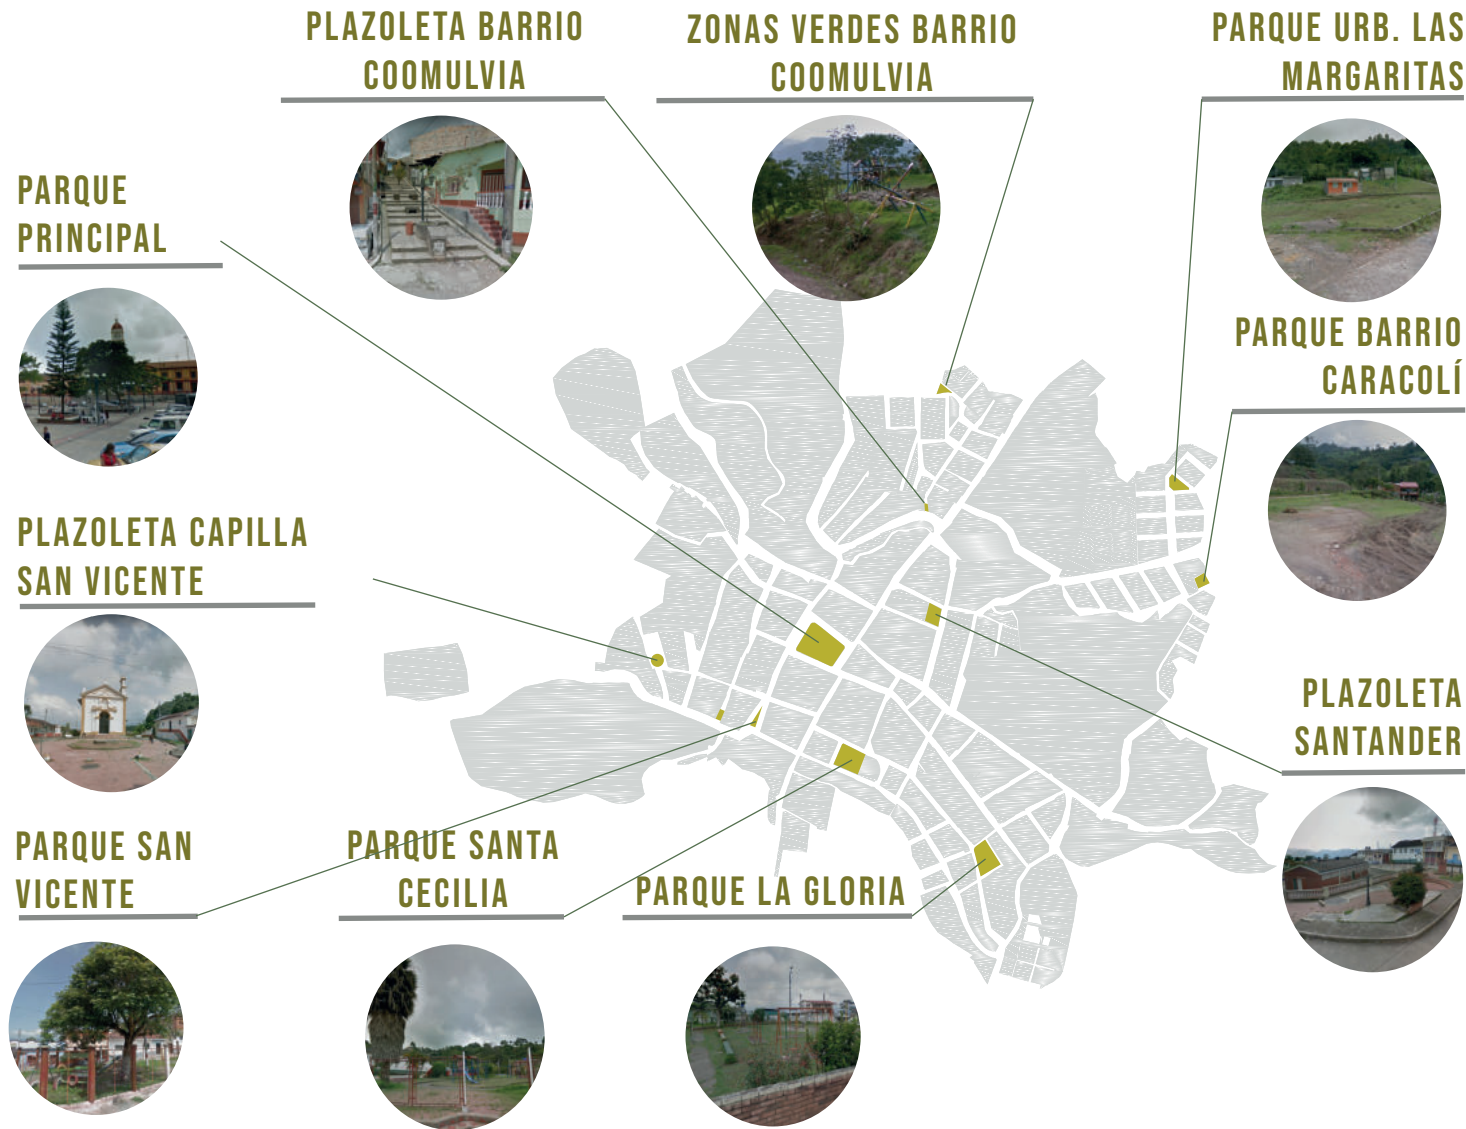 PLAZOLETA BARRIO
COOMULVIA
ZONAS VERDES BARRIO
COOMULVIA
PARQUE URB. LAS
MARGARITAS
PARQUE
PRINCIPAL
PARQUE BARRIO
CARACOLÍ
PLAZOLETA CAPILLA
SAN VICENTE
PLAZOLETA
SANTANDER
PARQUE SAN
VICENTE
PARQUE SANTA
CECILIA
PARQUE LA GLORIA